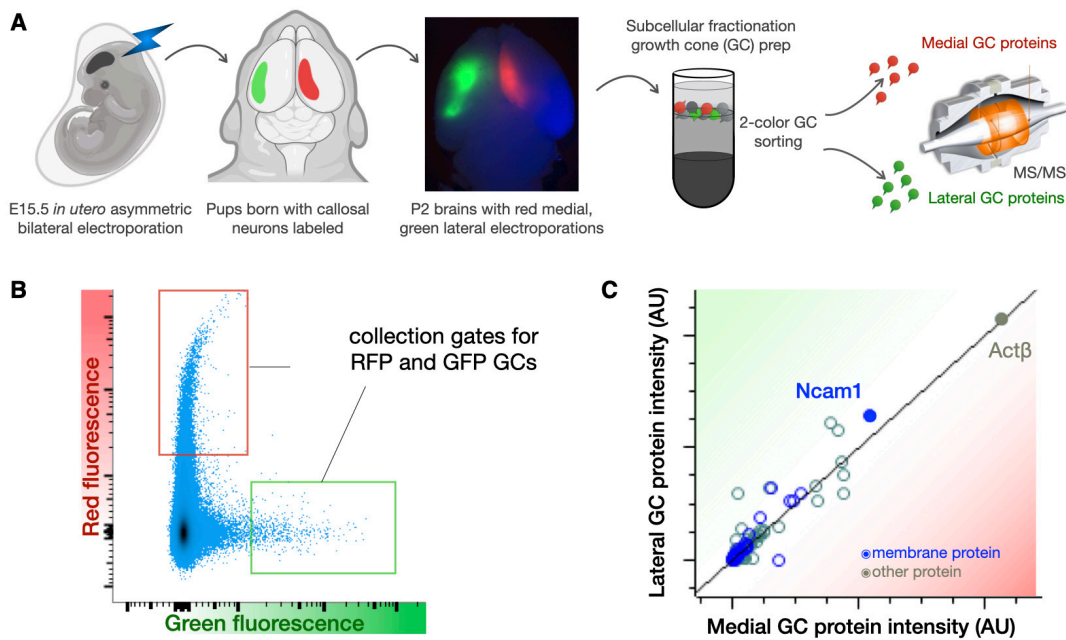 A
Subcellular fractionation
growth cone (GC) prep
Medial GC proteins
2-color GC
sorting
MS/MS
Lateral GC proteins
E15.5 in utero asymmetric
bilateral electroporation
Pups born with callosal
neurons labeled
P2 brains with red medial,
green lateral electroporations
B
Red fluorescence
collection gates for
RFP and GFP GCs
Green fluorescence
C
Lateral GC protein intensity (AU)
Actβ
Ncam1
membrane protein
other protein
Medial GC protein intensity (AU)